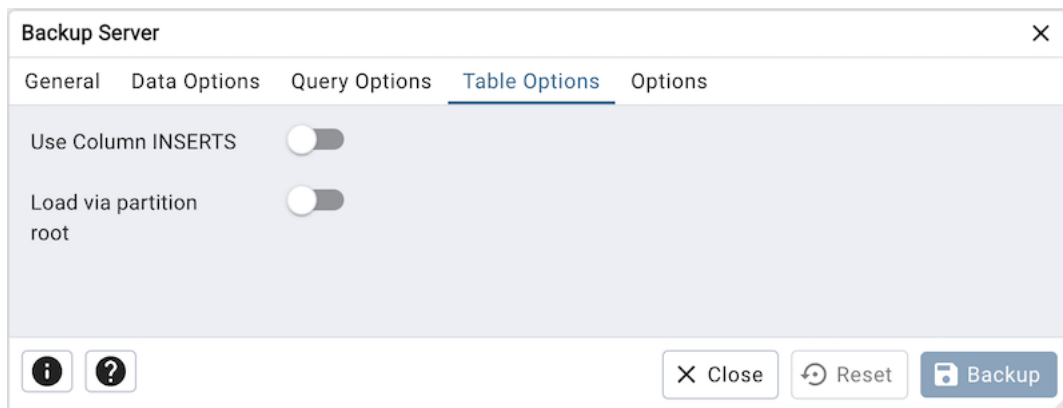 Backup Server
General Data Options Query Options Table Options Options
Use Column INSERTS
Load via partition
root
Close Reset Backup